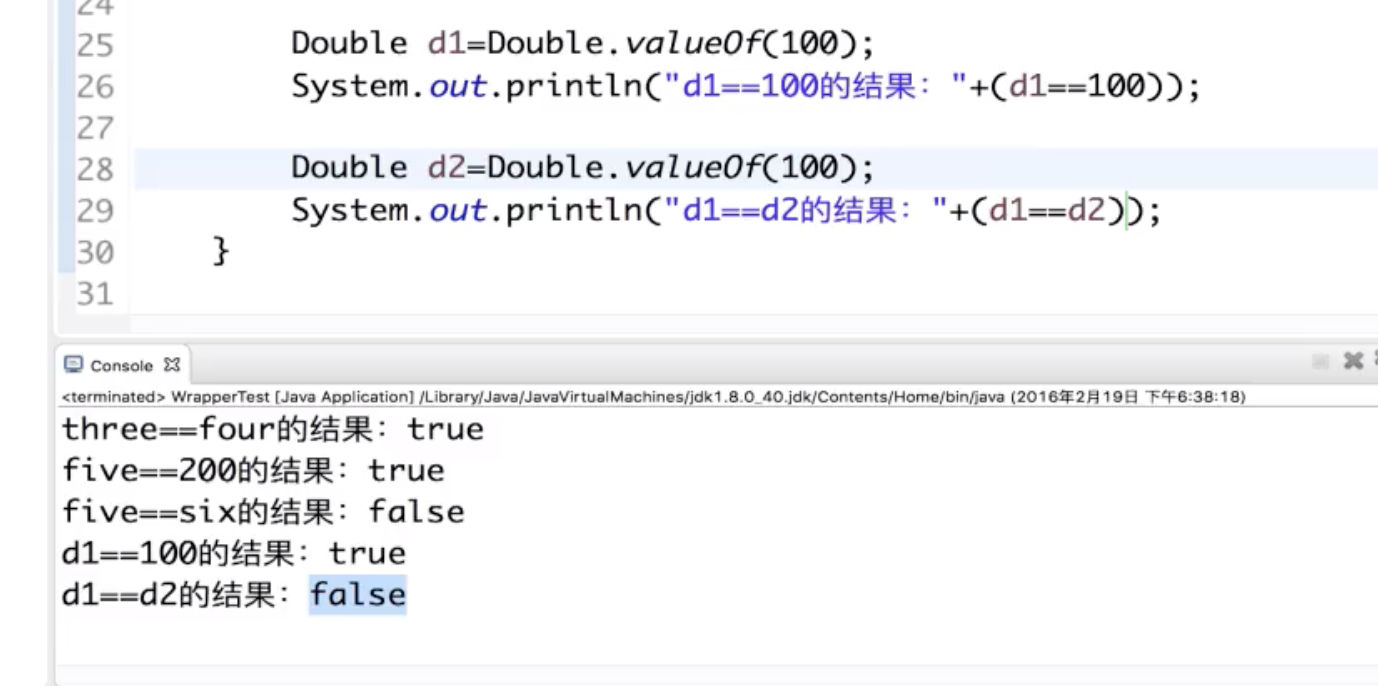 24
25 Double d1=Double.valueOf(100);
26 System.out.println("d1==100的结果："+(d1==100));
27
28 Double d2=Double.valueOf(100);
29 System.out.println("d1==d2的结果："+(d1==d2));
30 }
31
Console
<terminated> WrapperTest [Java Application] /Library/Java/JavaVirtualMachines/jdk1.8.0_40.jdk/Contents/Home/bin/java (2016年2月19日 下午6:38:18)
three==four的结果：true
five==200的结果：true
five==six的结果：false
d1==100的结果：true
d1==d2的结果：false